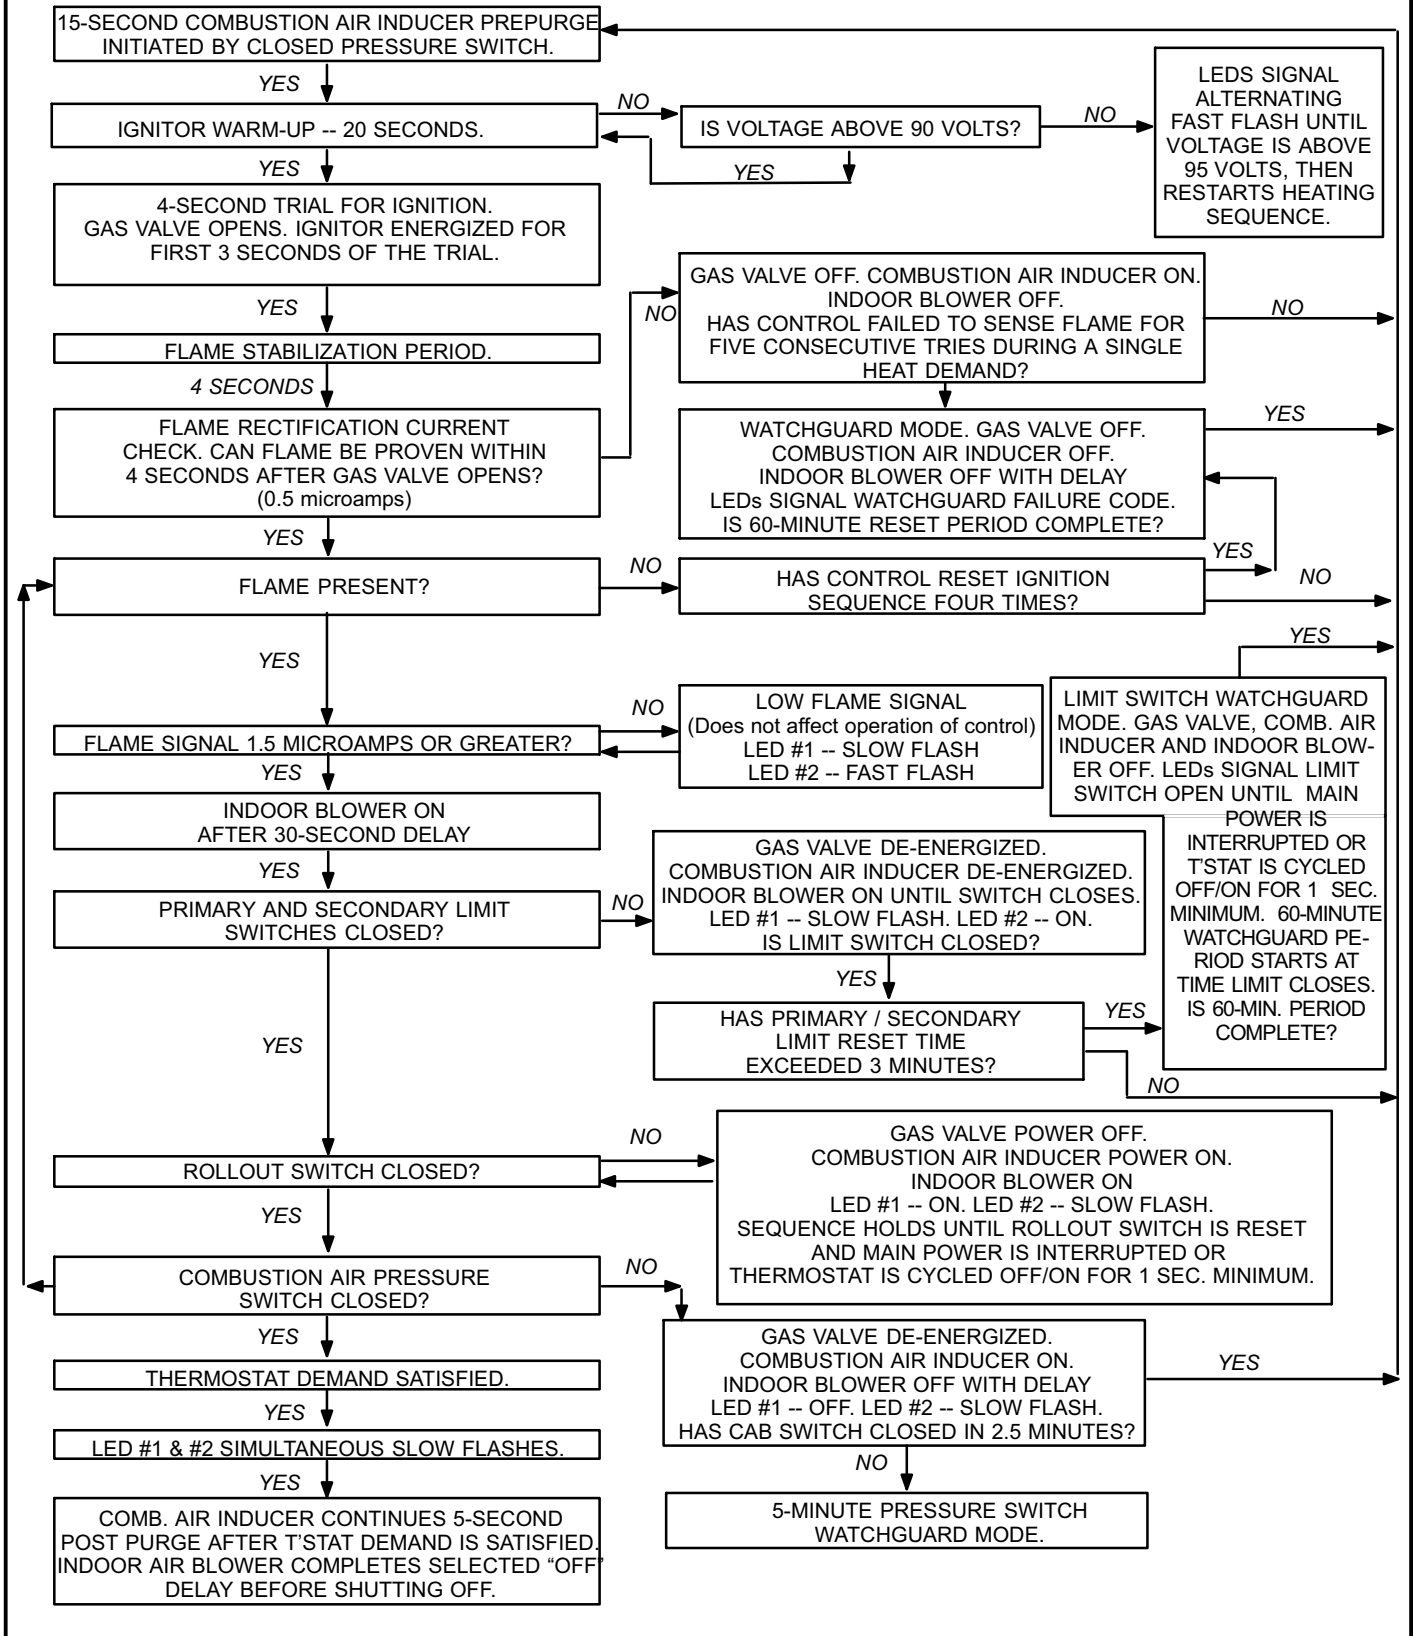 15-SECOND COMBUSTION AIR INDUCER PREPURGE
INITIATED BY CLOSED PRESSURE SWITCH.
YES
IGNITOR WARM-UP -- 20 SECONDS.
NO
IS VOLTAGE ABOVE 90 VOLTS?
YES
NO
LEDS SIGNAL
ALTERNATING
FAST FLASH UNTIL
VOLTAGE IS ABOVE
95 VOLTS, THEN
RESTARTS HEATING
SEQUENCE.
YES
4-SECOND TRIAL FOR IGNITION.
GAS VALVE OPENS. IGNITOR ENERGIZED FOR
FIRST 3 SECONDS OF THE TRIAL.
YES
FLAME STABILIZATION PERIOD.
4 SECONDS
FLAME RECTIFICATION CURRENT
CHECK. CAN FLAME BE PROVEN WITHIN
4 SECONDS AFTER GAS VALVE OPENS?
(0.5 microamps)
NO
GAS VALVE OFF. COMBUSTION AIR INDUCER ON.
INDOOR BLOWER OFF.
HAS CONTROL FAILED TO SENSE FLAME FOR
FIVE CONSECUTIVE TRIES DURING A SINGLE
HEAT DEMAND?
NO
WATCHGUARD MODE. GAS VALVE OFF.
COMBUSTION AIR INDUCER OFF.
INDOOR BLOWER OFF WITH DELAY
LEDs SIGNAL WATCHGUARD FAILURE CODE.
IS 60-MINUTE RESET PERIOD COMPLETE?
YES
YES
FLAME PRESENT?
NO
HAS CONTROL RESET IGNITION
SEQUENCE FOUR TIMES?
YES
NO
YES
FLAME SIGNAL 1.5 MICROAMPS OR GREATER?
NO
LOW FLAME SIGNAL
(Does not affect operation of control)
LED #1 -- SLOW FLASH
LED #2 -- FAST FLASH
YES
LIMIT SWITCH WATCHGUARD
MODE. GAS VALVE, COMB. AIR
INDUCER AND INDOOR BLOW-
ER OFF. LEDs SIGNAL LIMIT
SWITCH OPEN UNTIL MAIN
POWER IS
INTERRUPTED OR
T'STAT IS CYCLED
OFF/ON FOR 1 SEC.
MINIMUM. 60-MINUTE
WATCHGUARD PE-
RIOD STARTS AT
TIME LIMIT CLOSES.
IS 60-MIN. PERIOD
COMPLETE?
YES
INDOOR BLOWER ON
AFTER 30-SECOND DELAY
YES
PRIMARY AND SECONDARY LIMIT
SWITCHES CLOSED?
NO
GAS VALVE DE-ENERGIZED.
COMBUSTION AIR INDUCER DE-ENERGIZED.
INDOOR BLOWER ON UNTIL SWITCH CLOSES.
LED #1 -- SLOW FLASH. LED #2 -- ON.
IS LIMIT SWITCH CLOSED?
YES
HAS PRIMARY / SECONDARY
LIMIT RESET TIME
EXCEEDED 3 MINUTES?
YES
NO
YES
ROLLOUT SWITCH CLOSED?
NO
GAS VALVE POWER OFF.
COMBUSTION AIR INDUCER POWER ON.
INDOOR BLOWER ON
LED #1 -- ON. LED #2 -- SLOW FLASH.
SEQUENCE HOLDS UNTIL ROLLOUT SWITCH IS RESET
AND MAIN POWER IS INTERRUPTED OR
THERMOSTAT IS CYCLED OFF/ON FOR 1 SEC. MINIMUM.
YES
COMBUSTION AIR PRESSURE
SWITCH CLOSED?
NO
GAS VALVE DE-ENERGIZED.
COMBUSTION AIR INDUCER ON.
INDOOR BLOWER OFF WITH DELAY
LED #1 -- OFF. LED #2 -- SLOW FLASH.
HAS CAB SWITCH CLOSED IN 2.5 MINUTES?
YES
NO
5-MINUTE PRESSURE SWITCH
WATCHGUARD MODE.
YES
THERMOSTAT DEMAND SATISFIED.
YES
LED #1 & #2 SIMULTANEOUS SLOW FLASHES.
YES
COMB. AIR INDUCER CONTINUES 5-SECOND
POST PURGE AFTER T'STAT DEMAND IS SATISFIED.
INDOOR AIR BLOWER COMPLETES SELECTED “OFF”
DELAY BEFORE SHUTTING OFF.